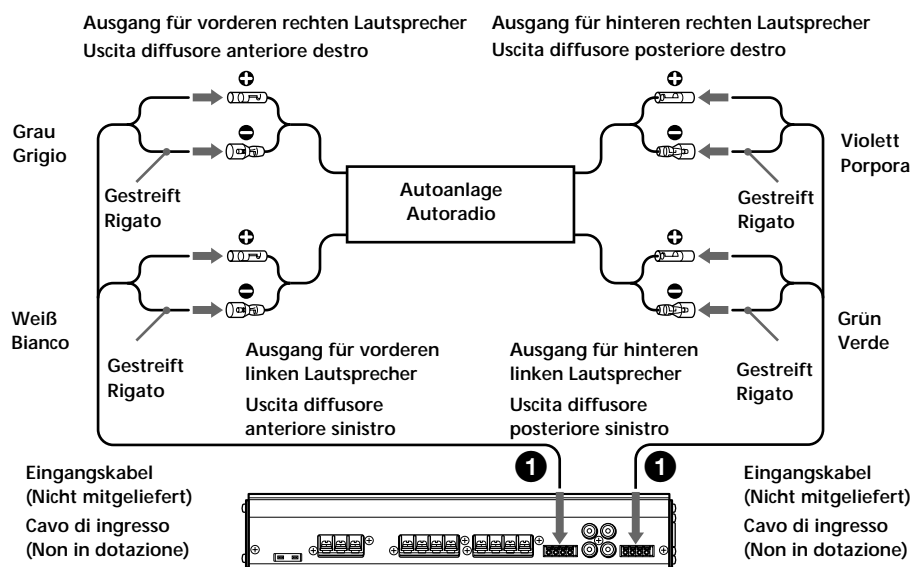 Ausgang für vorderen rechten Lautsprecher
Uscita diffusore anteriore destro
Ausgang für hinteren rechten Lautsprecher
Uscita diffusore posteriore destro
+
+
Grau
Grigio
−
−
Violett
Porpora
Gestreift
Rigato
Autoanlage
Autoradio
Gestreift
Rigato
+
+
Weiß
Bianco
−
−
Grün
Verde
Gestreift
Rigato
Ausgang für vorderen
linken Lautsprecher
Uscita diffusore
anteriore sinistro
Ausgang für hinteren
linken Lautsprecher
Uscita diffusore
posteriore sinistro
Gestreift
Rigato
Eingangskabel
(Nicht mitgeliefert)
Cavo di ingresso
(Non in dotazione)
1
1
Eingangskabel
(Nicht mitgeliefert)
Cavo di ingresso
(Non in dotazione)